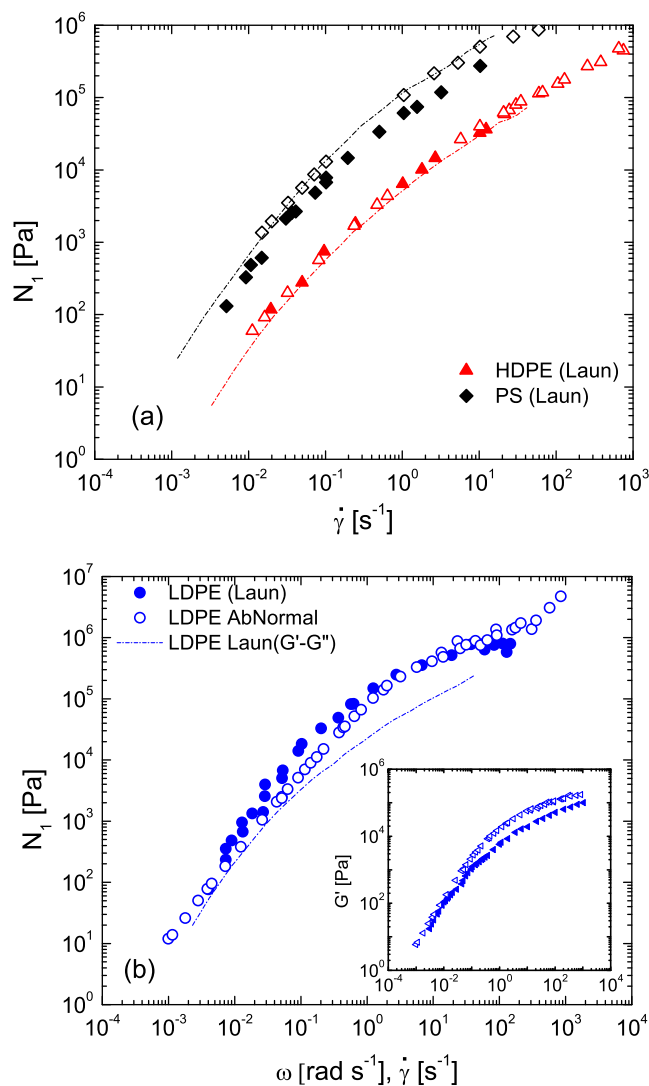 10^6
10^5
10^4
10^3
10^2
10^1
10^0
N_1 [Pa]
HDPE (Laun)
PS (Laun)
(a)
10^-4 10^-3 10^-2 10^-1 10^0 10^1 10^2 10^3
γ̇ [s^-1]
10^7
10^6
10^5
10^4
10^3
10^2
10^1
10^0
N_1 [Pa]
LDPE (Laun)
LDPE AbNormal
LDPE Laun(G'-G")
10^6
10^4
10^2
10^0
G' [Pa]
10^-4 10^-2 10^0 10^2 10^4
(b)
10^-4 10^-3 10^-2 10^-1 10^0 10^1 10^2 10^3 10^4
ω [rad s^-1], γ̇ [s^-1]